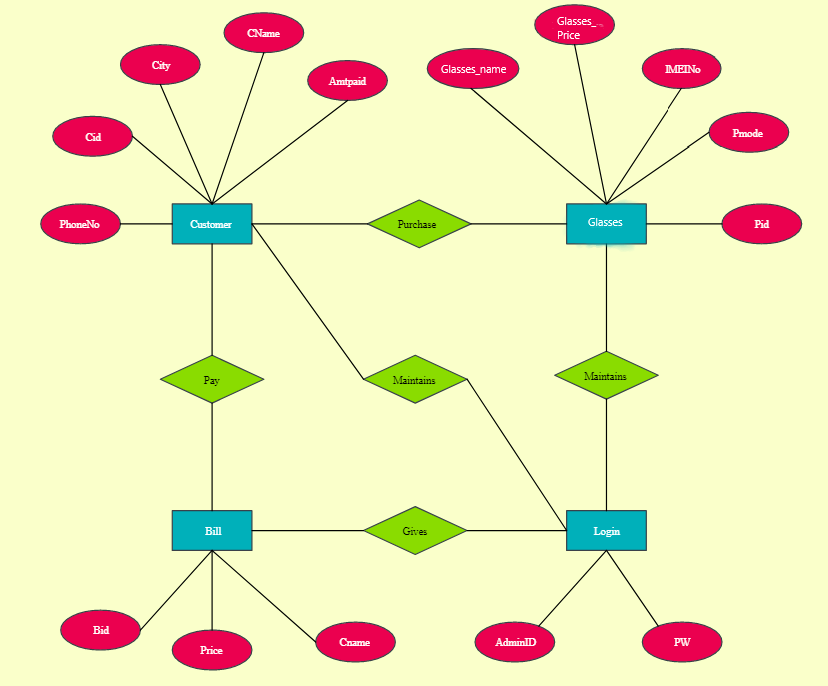 CName
Glasses_
Price
City
Glasses_name
IMEINo
Amtpaid
Cid
Pmode
PhoneNo
Customer
Purchase
Glasses
Pid
Pay
Maintains
Maintains
Bill
Gives
Login
Bid
Price
Cname
AdminID
PW